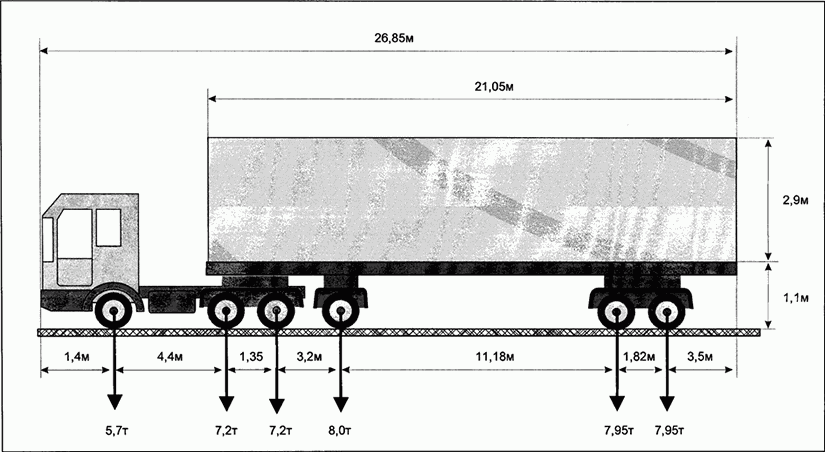 26,85м
21,05м
2,9м
1,1м
1,4м 4,4м 1,35 3,2м 11,18м 1,82м 3,5м
5,7т 7,2т 7,2т 8,0т 7,95т 7,95т